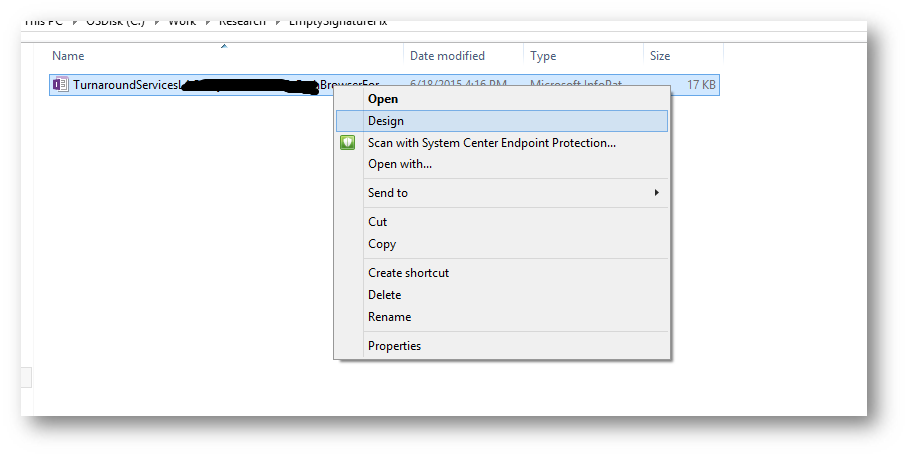 This PC OSDisk (C:) Work Research EmptySignatureFix
Name Date modified Type Size
TurnaroundServicesL BrowserFor... 6/18/2015 4:16 PM Microsoft InfoPat... 17 KB
Open
Design
Scan with System Center Endpoint Protection...
Open with...
Send to
Cut
Copy
Create shortcut
Delete
Rename
Properties